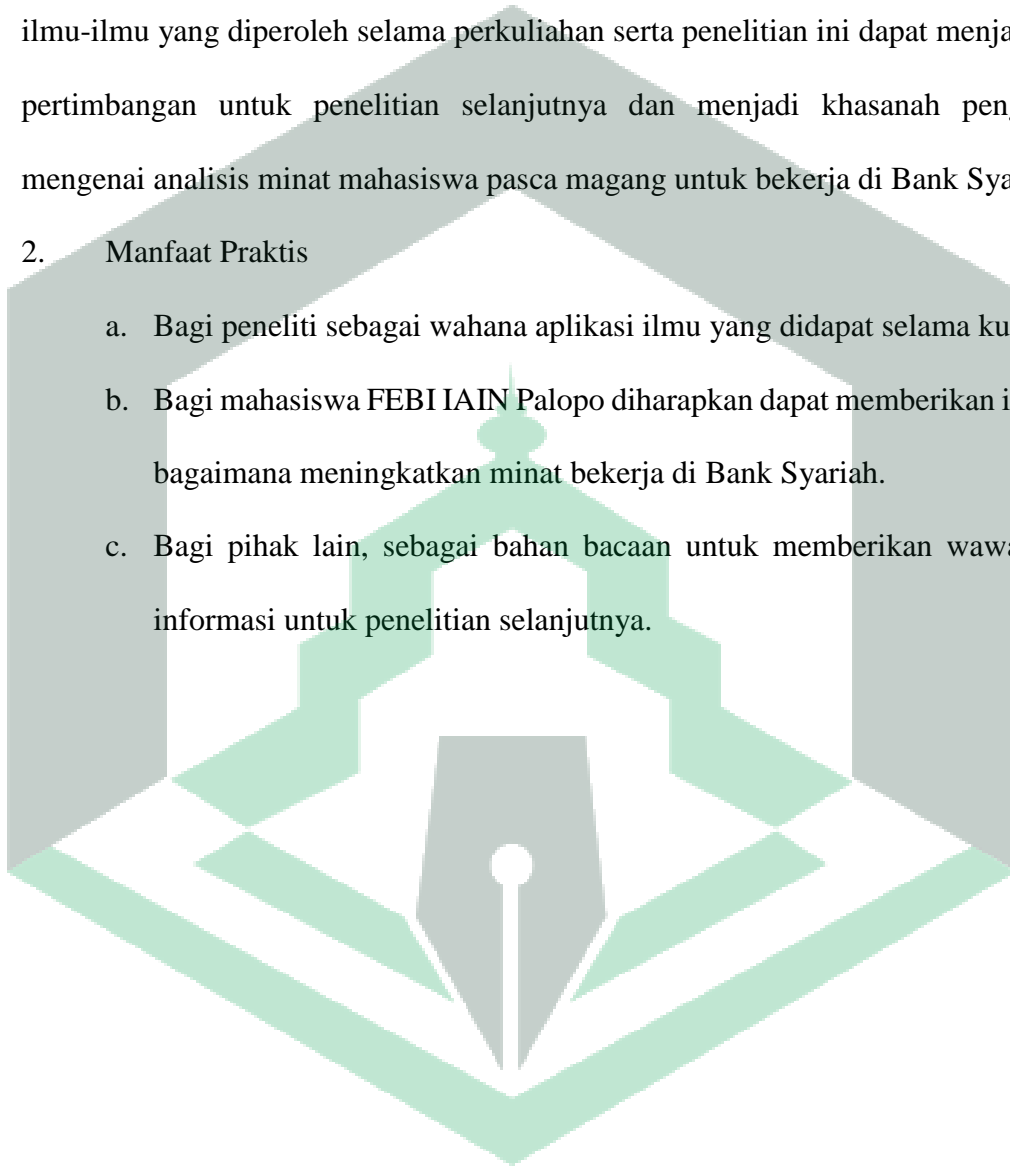 ilmu-ilmu yang diperoleh selama perkuliahan serta penelitian ini dapat menja
pertimbangan untuk penelitian selanjutnya dan menjadi khasanah peng
mengenai analisis minat mahasiswa pasca magang untuk bekerja di Bank Sya
2. Manfaat Praktis
a. Bagi peneliti sebagai wahana aplikasi ilmu yang didapat selama ku
b. Bagi mahasiswa FEBI IAIN Palopo diharapkan dapat memberikan i
bagaimana meningkatkan minat bekerja di Bank Syariah.
c. Bagi pihak lain, sebagai bahan bacaan untuk memberikan wawa
informasi untuk penelitian selanjutnya.